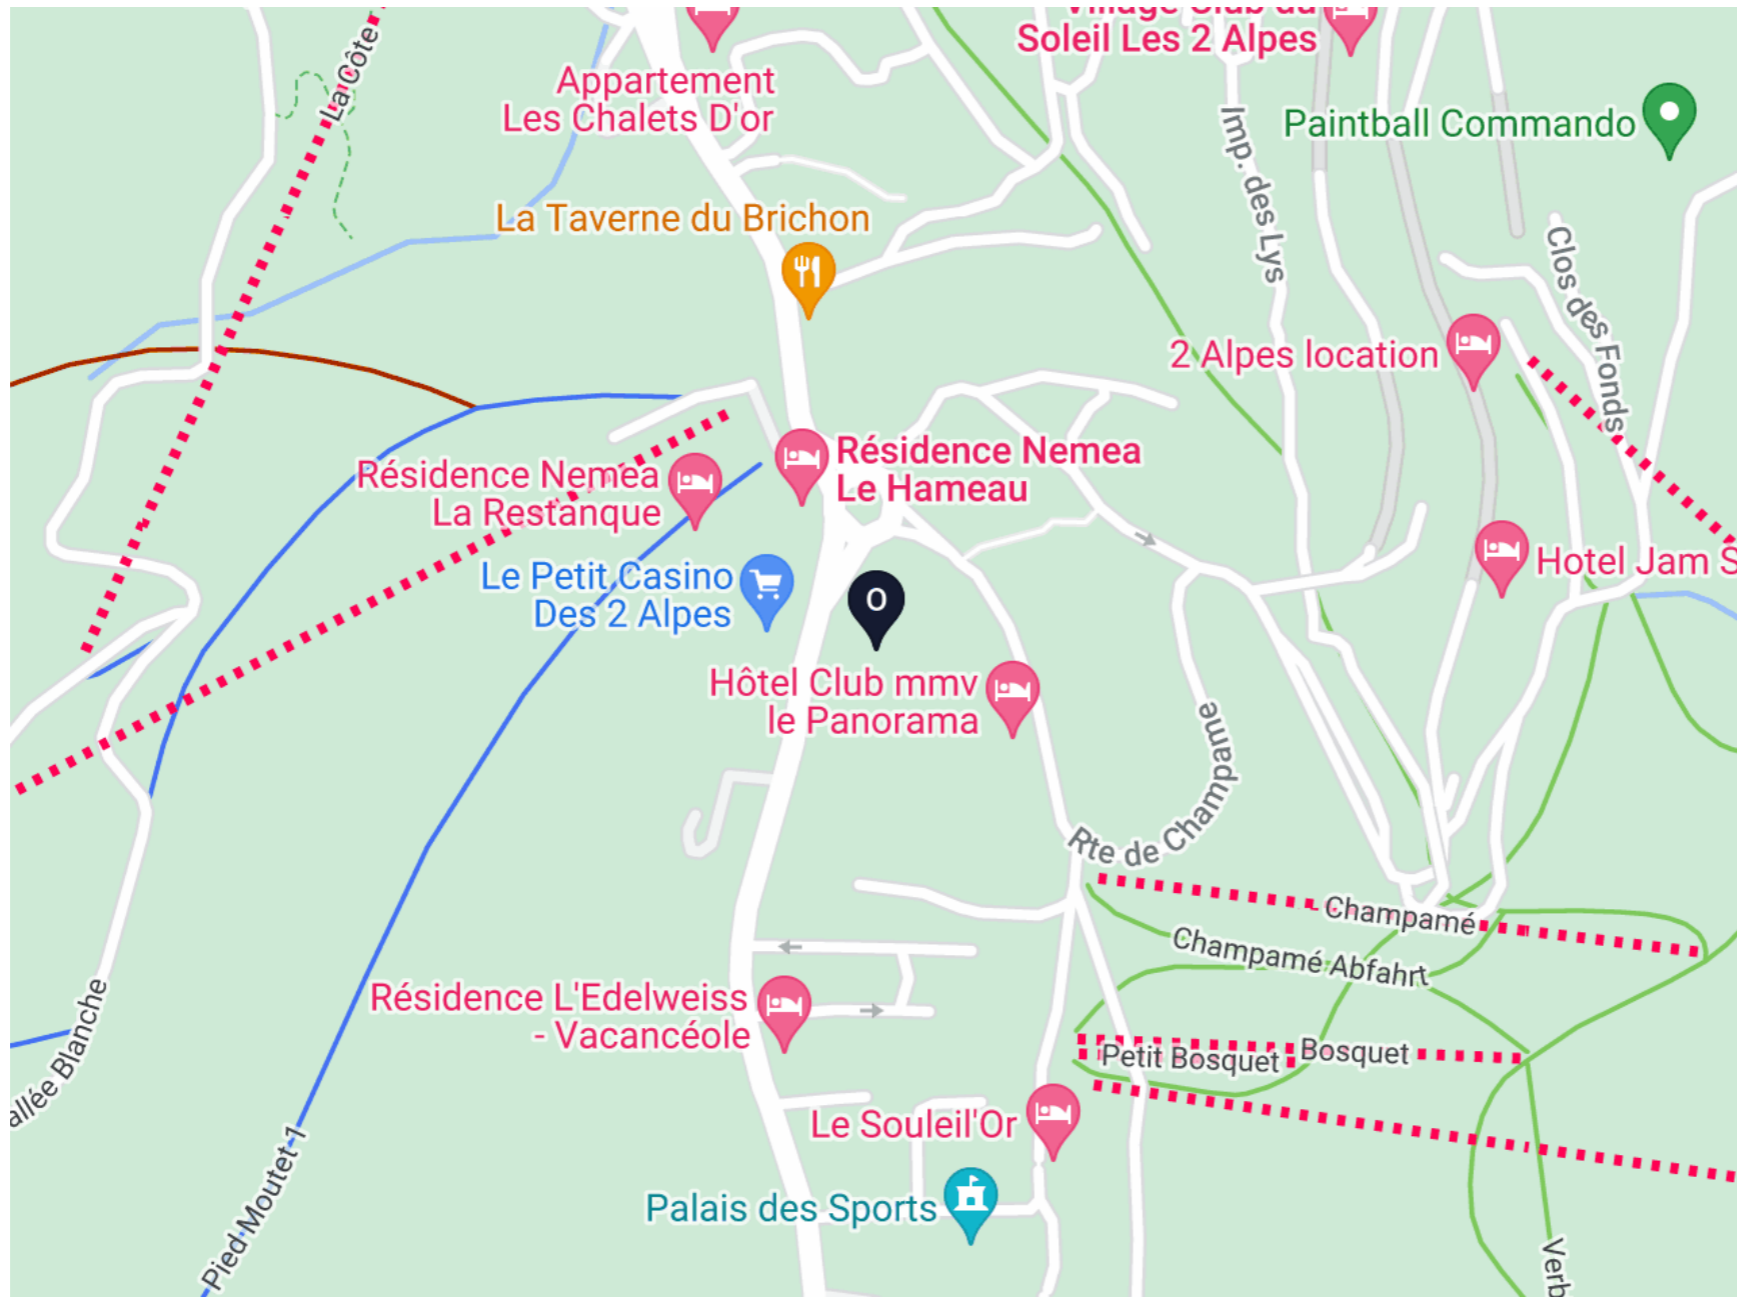 La Côte
Village Club du
Soleil Les 2 Alpes
Appartement
Les Chalets D'or
Imp. des Lys
Paintball Commando
La Taverne du Brichon
Clos des Fonds
2 Alpes location
Résidence Nemea
Le Hameau
Résidence Nemea
La Restanque
Hotel Jam S
Le Petit Casino
Des 2 Alpes
O
Hôtel Club mmv
le Panorama
Rte de Champame
Champamé
Champamé Abfahrt
Résidence L'Edelweiss
- Vacancéole
allée Blanche
Petit Bosquet
Bosquet
Le Souleil'Or
Pied Moutet 1
Palais des Sports
Verb